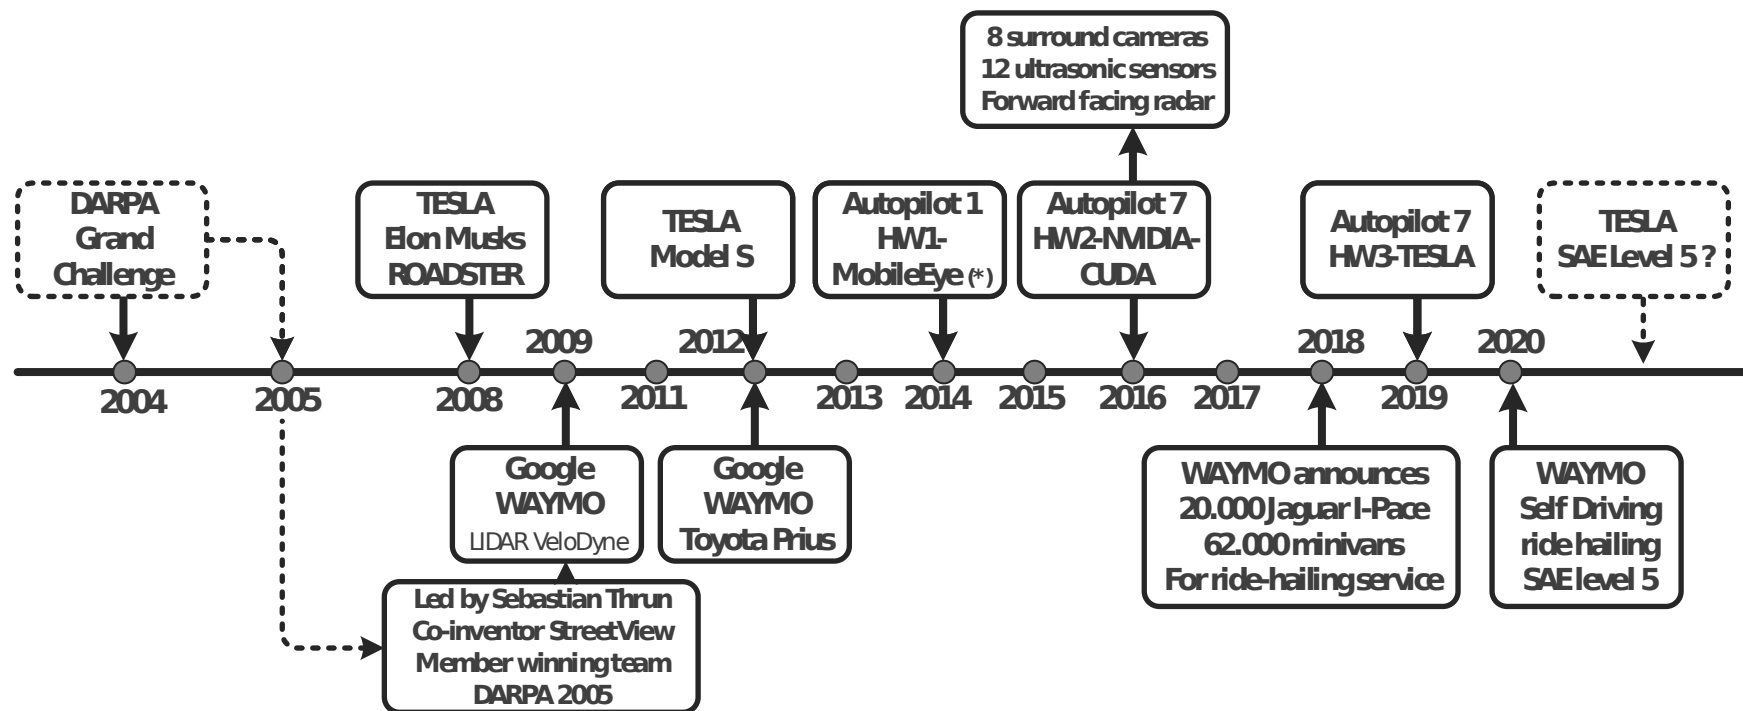 8 surround cameras
12 ultrasonic sensors
Forward facing radar
DARPA
Grand
Challenge
TESLA
Elon Musks
ROADSTER
TESLA
Model S
Autopilot 1
HW1-
MobileEye (*)
Autopilot 7
HW2-NVIDIA-
CUDA
Autopilot 7
HW3-TESLA
TESLA
SAE Level 5 ?
2009
2012
2018
2020
2004
2005
2008
2011
2013
2014
2015
2016
2017
2019
Google
WAYMO
LIDAR VeloDyne
Google
WAYMO
Toyota Prius
WAYMO announces
20.000 Jaguar I-Pace
62.000 minivans
For ride-hailing service
WAYMO
Self Driving
ride hailing
SAE level 5
Led by Sebastian Thrun
Co-inventor StreetView
Member winning team
DARPA 2005